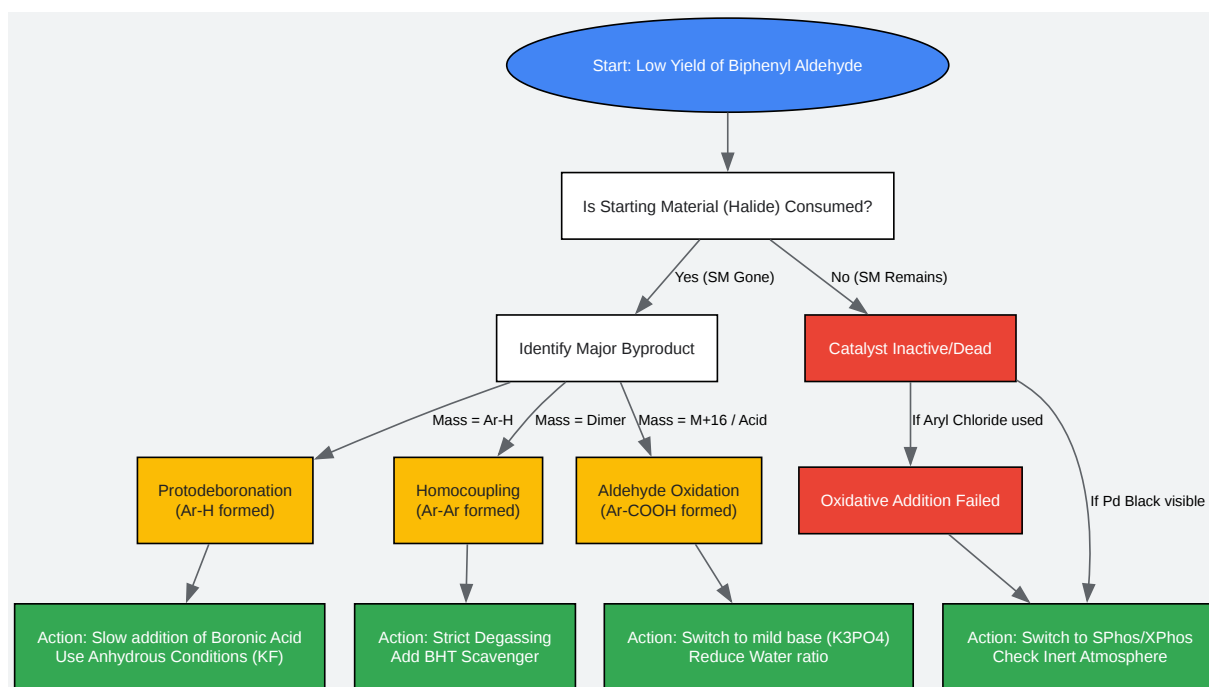 Start: Low Yield of Biphenyl Aldehyde
Is Starting Material (Halide) Consumed?
Yes (SM Gone)
No (SM Remains)
Identify Major Byproduct
Catalyst Inactive/Dead
Mass = Ar-H
Mass = Dimer
Mass = M+16 / Acid
If Aryl Chloride used
Protodeboronation
(Ar-H formed)
Homocoupling
(Ar-Ar formed)
Aldehyde Oxidation
(Ar-COOH formed)
Oxidative Addition Failed
If Pd Black visible
Action: Slow addition of Boronic Acid
Use Anhydrous Conditions (KF)
Action: Strict Degassing
Add BHT Scavenger
Action: Switch to mild base (K3PO4)
Reduce Water ratio
Action: Switch to SPhos/XPhos
Check Inert Atmosphere